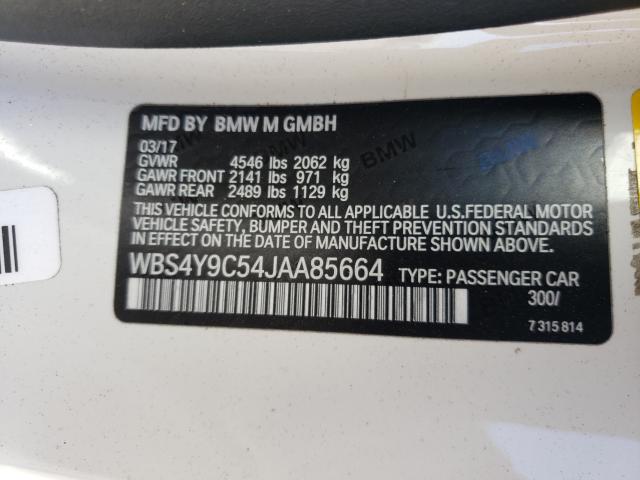 MFD BY BMW M GMBH
03/17
GVWR 4546 lbs 2062 kg
GAWR FRONT 2141 lbs 971 kg
GAWR REAR 2489 lbs 1129 kg
THIS VEHICLE CONFORMS TO ALL APPLICABLE U.S.FEDERAL MOTOR
VEHICLE SAFETY, BUMPER AND THEFT PREVENTION STANDARDS
IN EFFECT ON THE DATE OF MANUFACTURE SHOWN ABOVE.
WBS4Y9C54JAA85664 TYPE: PASSENGER CAR
300/
7 315 814
BMW
BMW